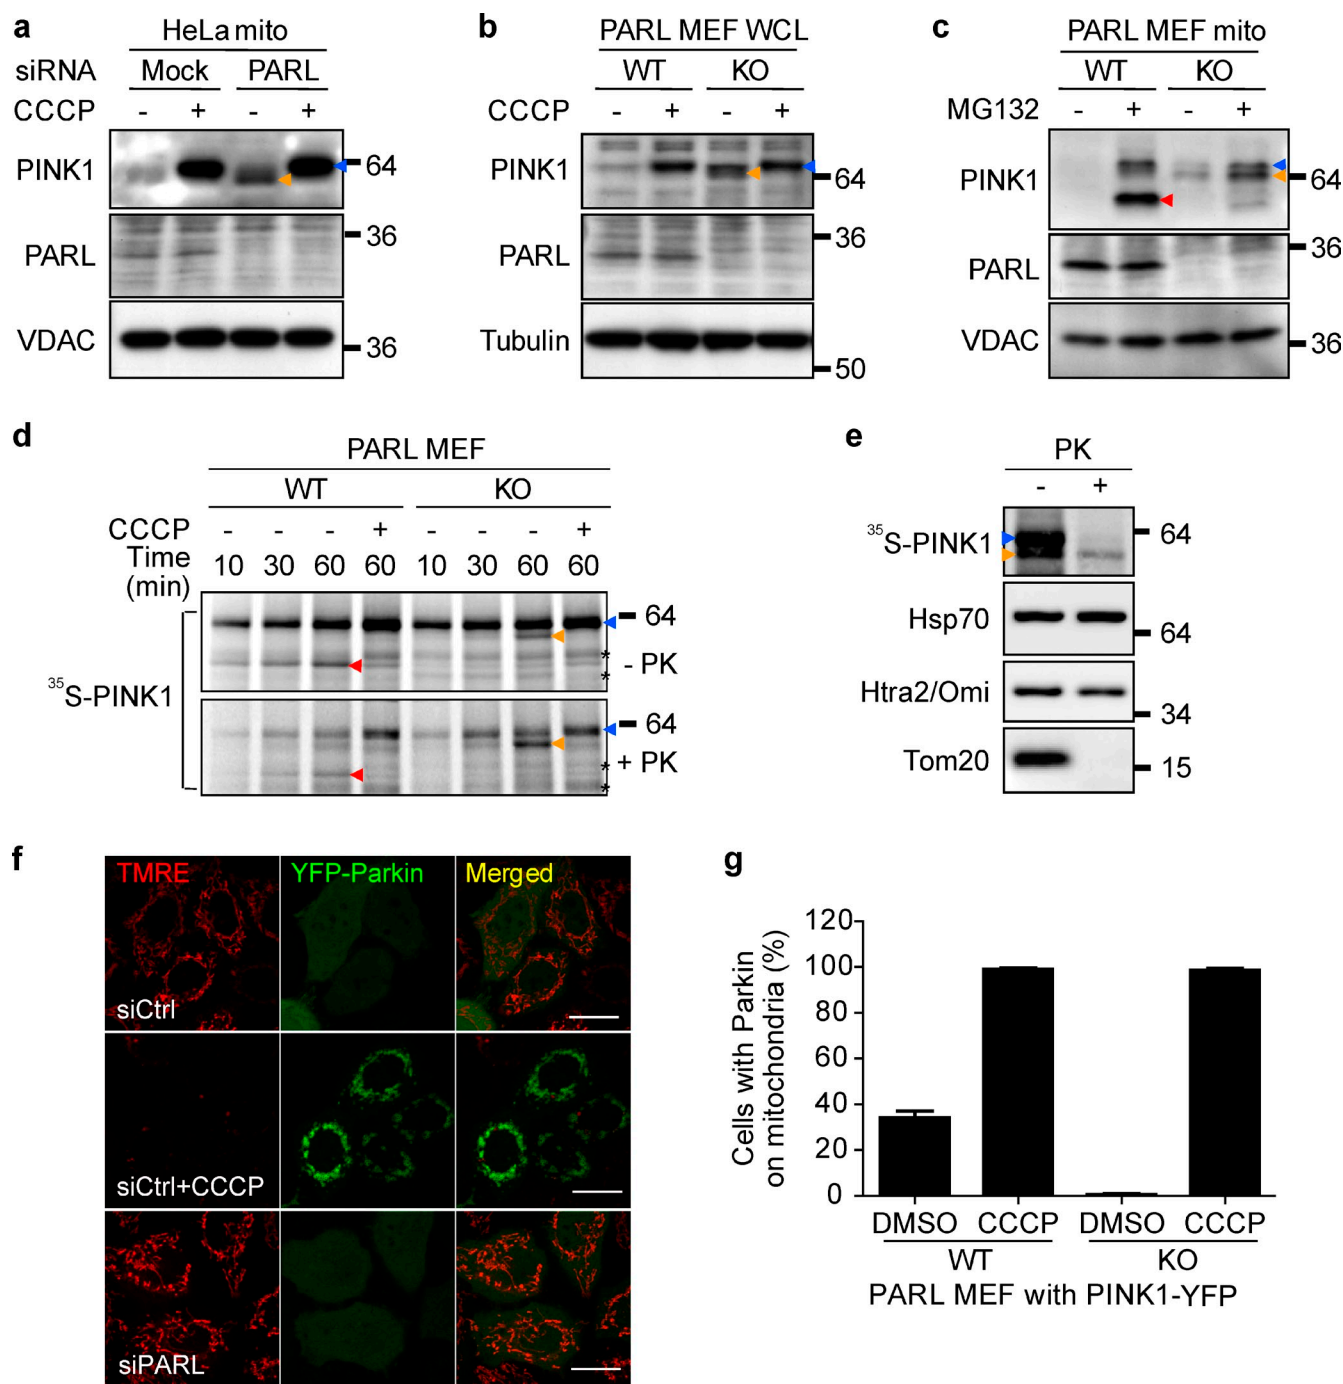 a
HeLa mito
siRNA Mock PARL
CCCP - + - +
PINK1
64
PARL
36
VDAC
36
b
PARL MEF WCL
WT KO
CCCP - + - +
PINK1
64
PARL
36
Tubulin
50
c
PARL MEF mito
WT KO
MG132 - + - +
PINK1
64
PARL
36
VDAC
36
d
PARL MEF
WT KO
CCCP - - - + - - - +
Time
(min) 10 30 60 60 10 30 60 60
64
*
- PK
*
35S-PINK1
64
+ PK
*
*
e
PK
- +
35S-PINK1
64
Hsp70
64
Htra2/Omi
34
Tom20
15
f
TMRE YFP-Parkin Merged
siCtrl
siCtrl+CCCP
siPARL
g
Cells with Parkin
on mitochondria (%)
120
100
80
60
40
20
0
DMSO CCCP DMSO CCCP
WT KO
PARL MEF with PINK1-YFP